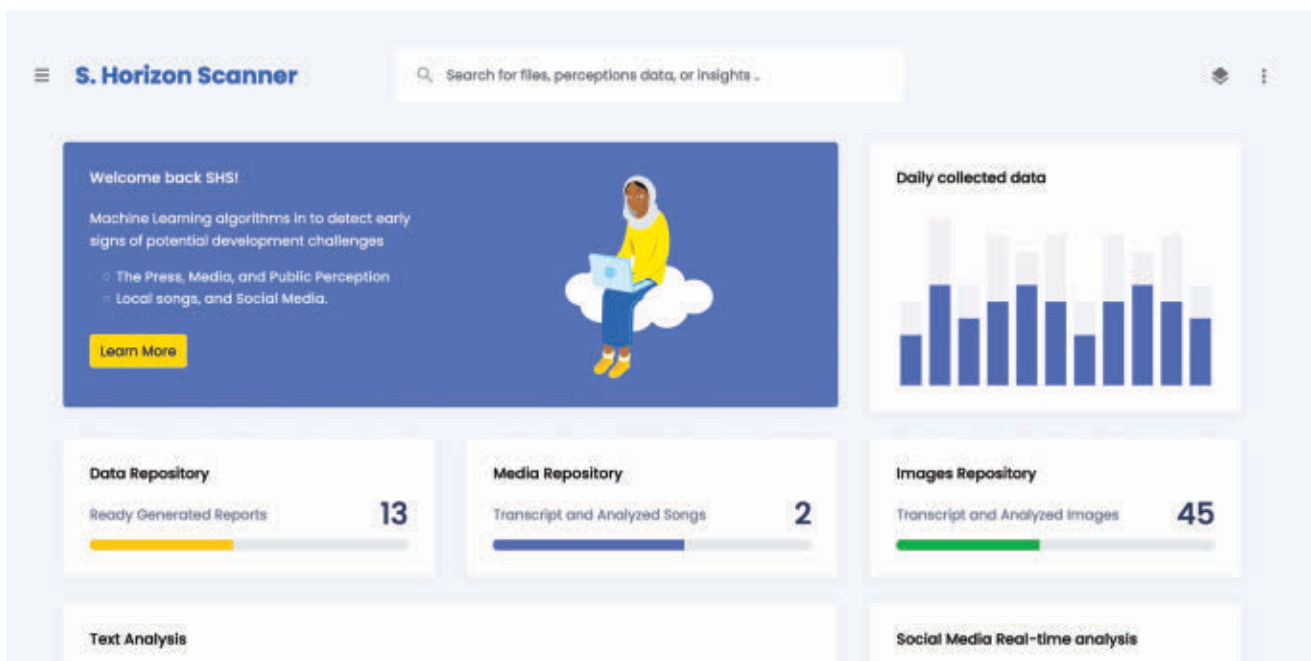 S. Horizon Scanner
Search for files, perceptions data, or insights ..
Welcome back SHS!
Machine Learning algorithms in to detect early
signs of potential development challenges
The Press, Media, and Public Perception
Local songs, and Social Media.
Learn More
Daily collected data
Data Repository
Ready Generated Reports
13
Media Repository
Transcript and Analyzed Songs
2
Images Repository
Transcript and Analyzed Images
45
Text Analysis
Social Media Real-time analysis